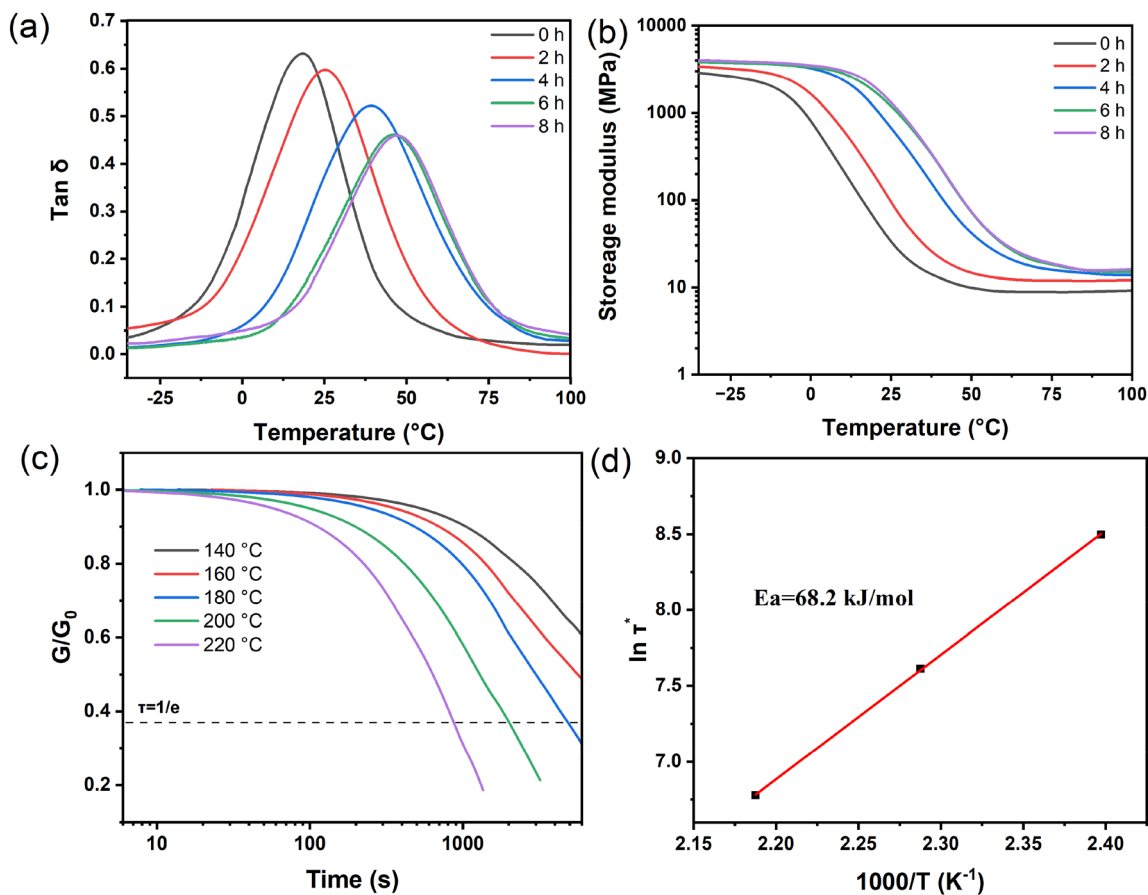 (a)
0.7
0.6
0.5
0.4
0.3
0.2
0.1
0.0
Tan δ
0 h
2 h
4 h
6 h
8 h
-25
0
25
50
75
100
Temperature (°C)
(b)
10000
1000
100
10
1
Storeage modulus (MPa)
0 h
2 h
4 h
6 h
8 h
−25
0
25
50
75
100
Temperature (°C)
(c)
1.0
0.8
0.6
0.4
0.2
G/G0
140 °C
160 °C
180 °C
200 °C
220 °C
τ=1/e
10
100
1000
Time (s)
(d)
9.0
8.5
8.0
7.5
7.0
ln τ*
Ea=68.2 kJ/mol
2.15
2.20
2.25
2.30
2.35
2.40
1000/T (K-1)